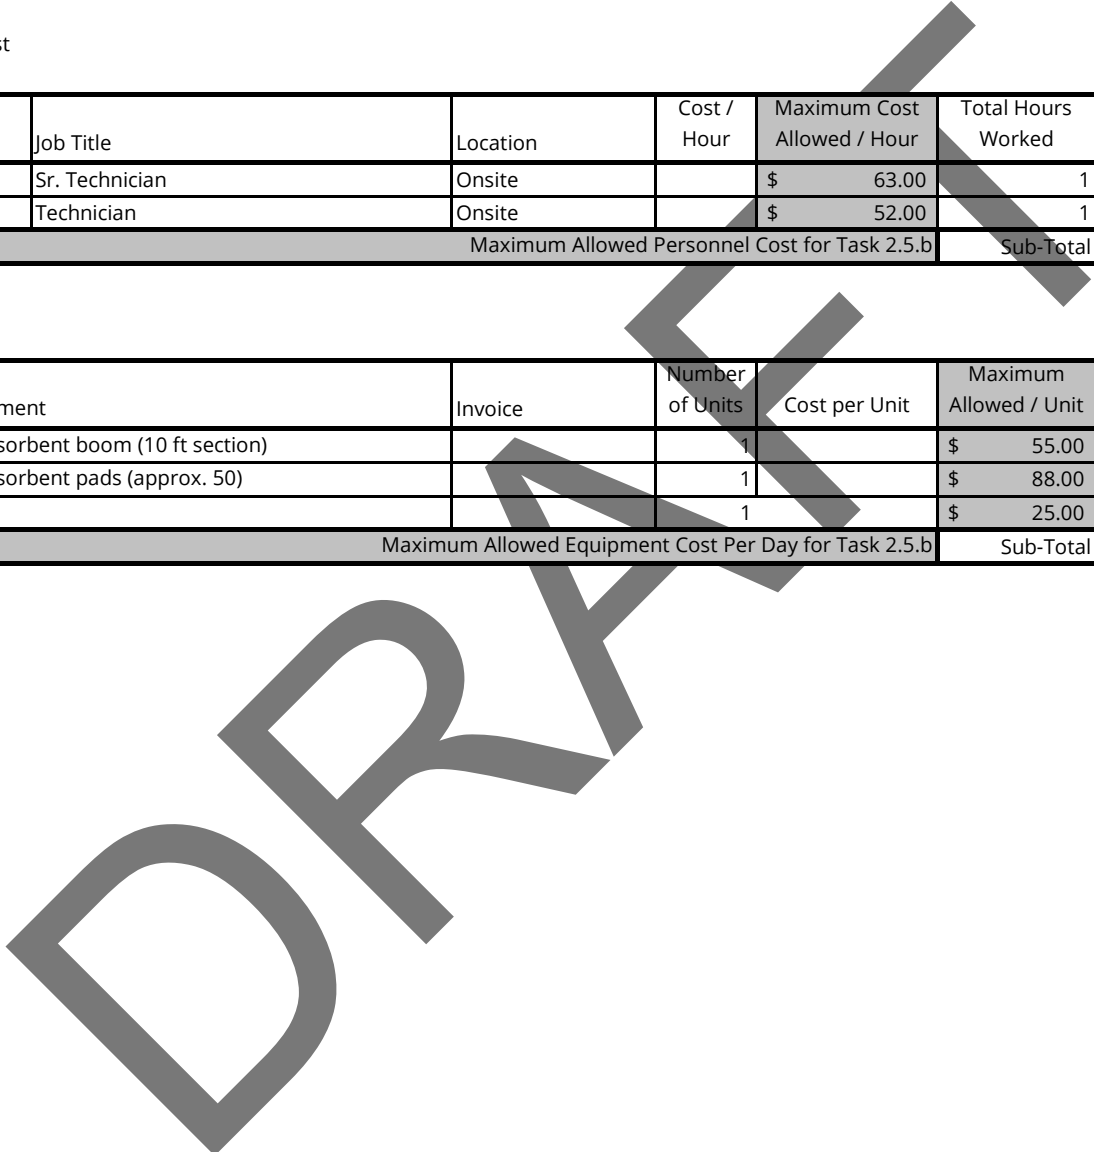 st
Job Title Location Cost / Hour Maximum Cost Allowed / Hour Total Hours Worked
Sr. Technician Onsite $ 63.00 1
Technician Onsite $ 52.00 1
Maximum Allowed Personnel Cost for Task 2.5.b Sub-Total
ment Invoice Number of Units Cost per Unit Maximum Allowed / Unit
sorbent boom (10 ft section) 1 $ 55.00
sorbent pads (approx. 50) 1 $ 88.00
1 $ 25.00
Maximum Allowed Equipment Cost Per Day for Task 2.5.b Sub-Total
DRAFT